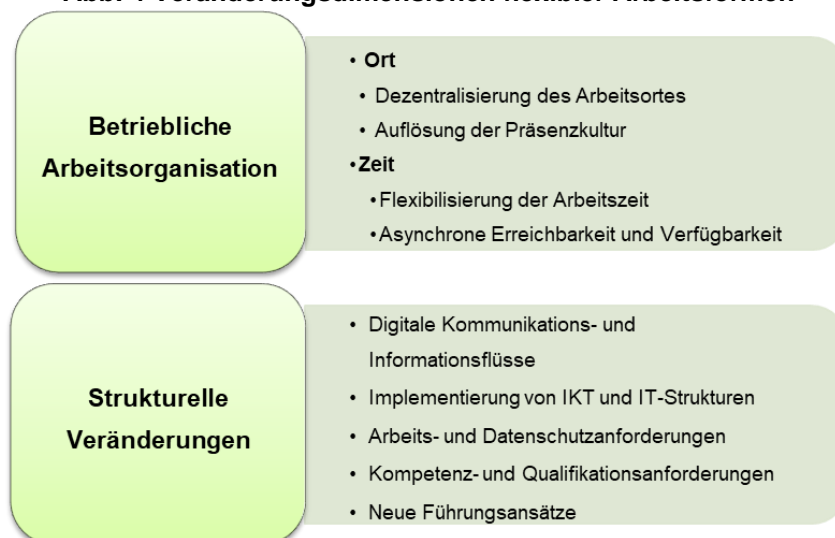 Betriebliche
Arbeitsorganisation
• Ort
• Dezentralisierung des Arbeitsortes
• Auflösung der Präsenzkultur
•Zeit
•Flexibilisierung der Arbeitszeit
•Asynchrone Erreichbarkeit und Verfügbarkeit
Strukturelle
Veränderungen
• Digitale Kommunikations- und
Informationsflüsse
• Implementierung von IKT und IT-Strukturen
• Arbeits- und Datenschutzanforderungen
• Kompetenz- und Qualifikationsanforderungen
• Neue Führungsansätze